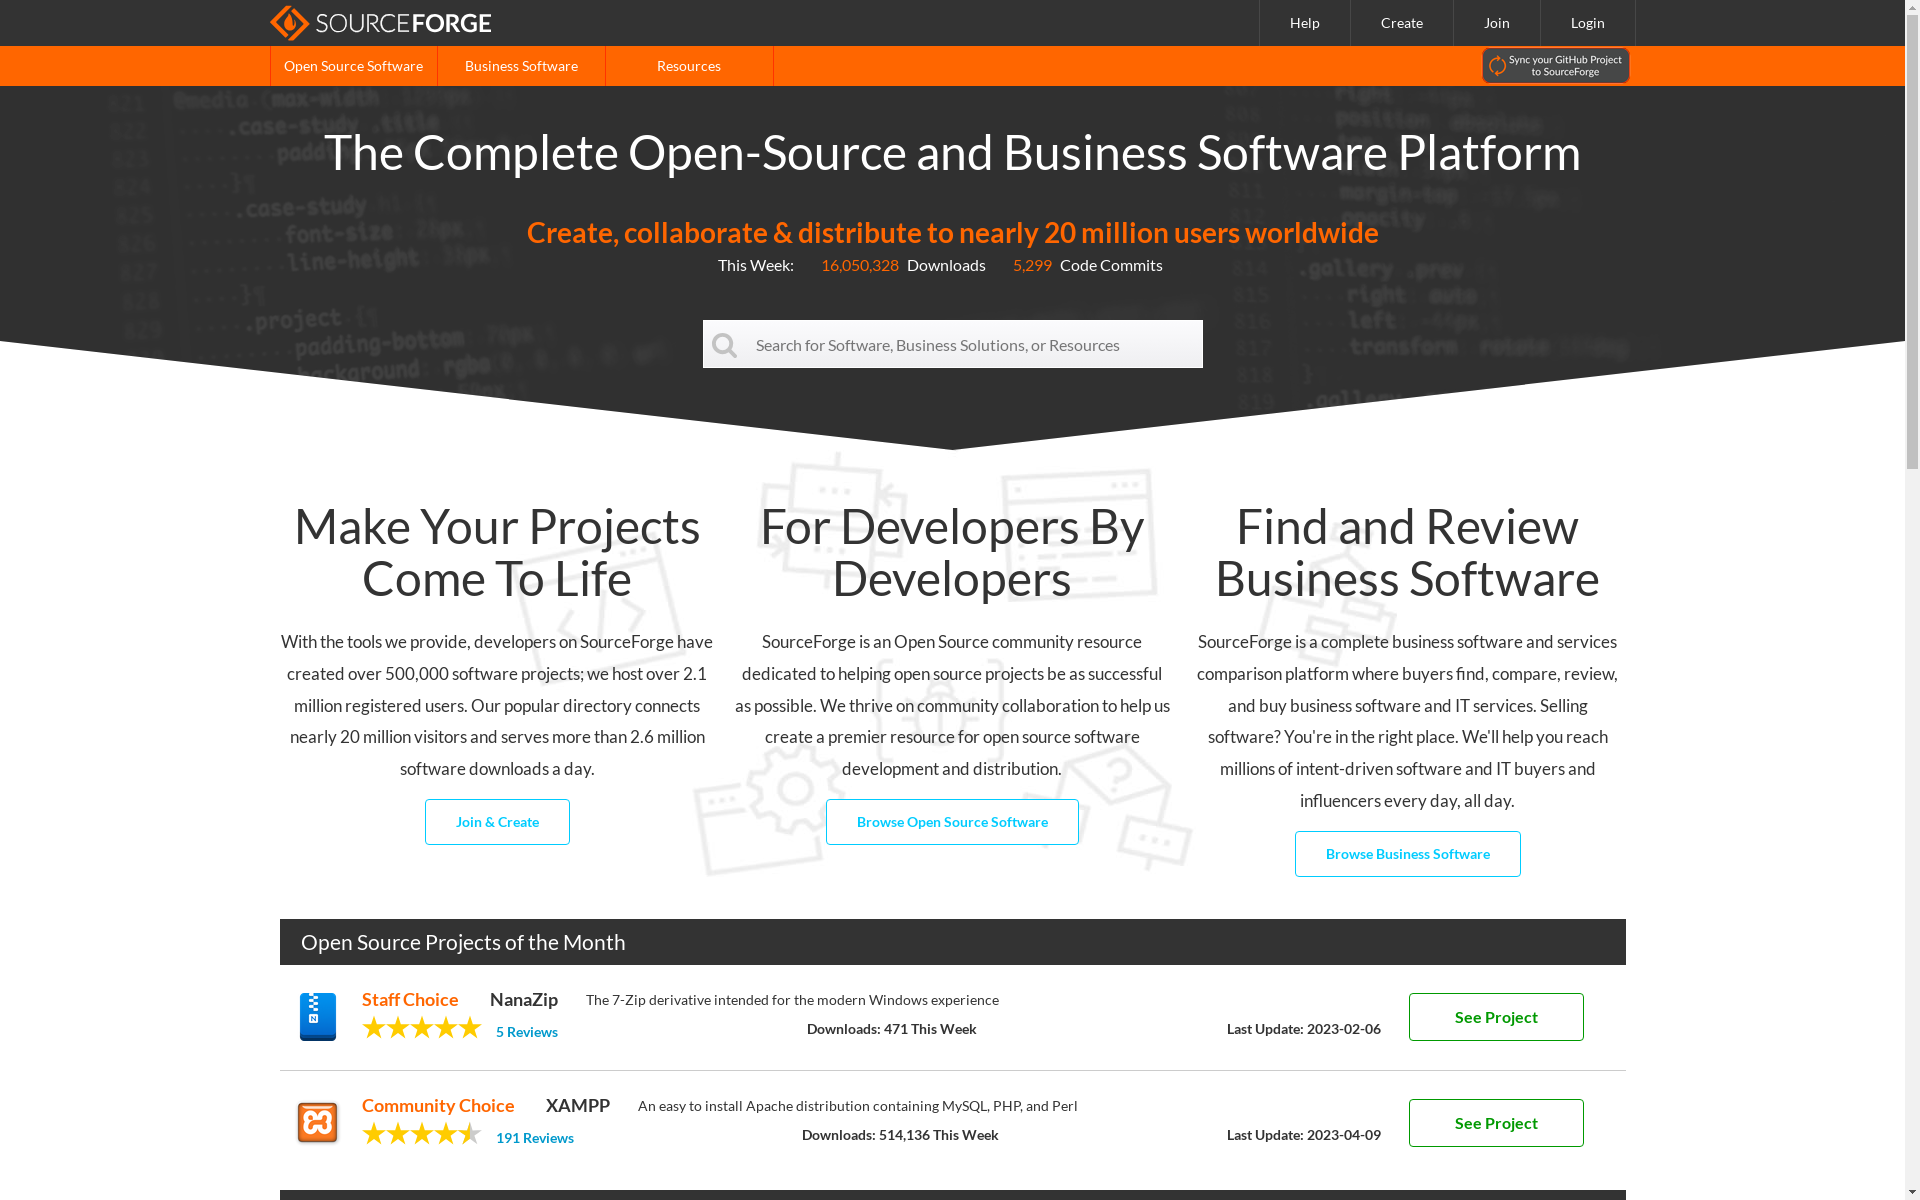 SOURCEFORGE
Help
Create
Join
Login
Open Source Software
Business Software
Resources
Sync your GitHub Project
to SourceForge
The Complete Open-Source and Business Software Platform
Create, collaborate & distribute to nearly 20 million users worldwide
This Week: 16,050,328 Downloads 5,299 Code Commits
Search for Software, Business Solutions, or Resources
Make Your Projects
Come To Life
With the tools we provide, developers on SourceForge have
created over 500,000 software projects; we host over 2.1
million registered users. Our popular directory connects
nearly 20 million visitors and serves more than 2.6 million
software downloads a day.
Join & Create
For Developers By
Developers
SourceForge is an Open Source community resource
dedicated to helping open source projects be as successful
as possible. We thrive on community collaboration to help us
create a premier resource for open source software
development and distribution.
Browse Open Source Software
Find and Review
Business Software
SourceForge is a complete business software and services
comparison platform where buyers find, compare, review,
and buy business software and IT services. Selling
software? You're in the right place. We'll help you reach
millions of intent-driven software and IT buyers and
influencers every day, all day.
Browse Business Software
Open Source Projects of the Month
Staff Choice NanaZip The 7-Zip derivative intended for the modern Windows experience
5 Reviews Downloads: 471 This Week Last Update: 2023-02-06
See Project
Community Choice XAMPP An easy to install Apache distribution containing MySQL, PHP, and Perl
191 Reviews Downloads: 514,136 This Week Last Update: 2023-04-09
See Project